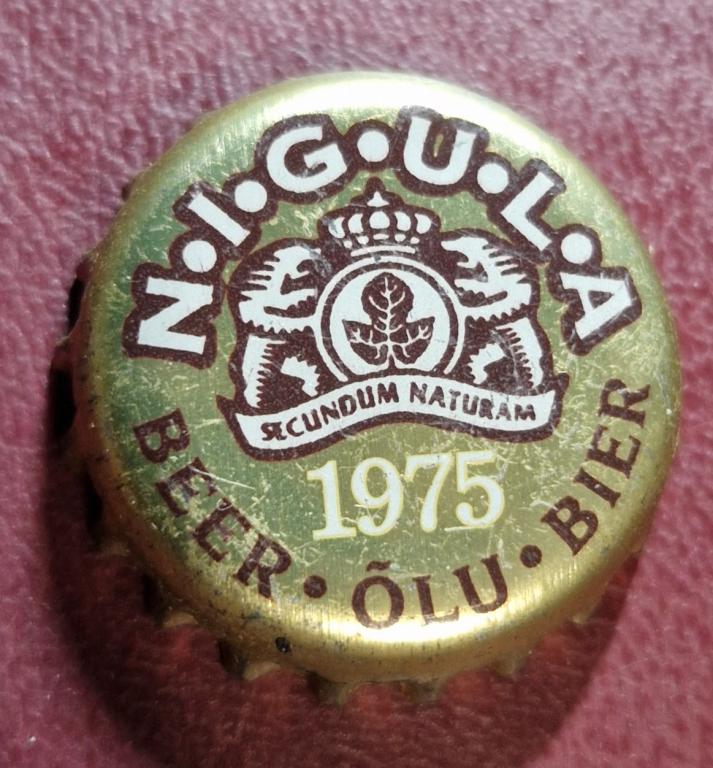 N•I•G•U•L•A
SECUNDUM NATURAM
1975
BEER • ÕLU • BIER